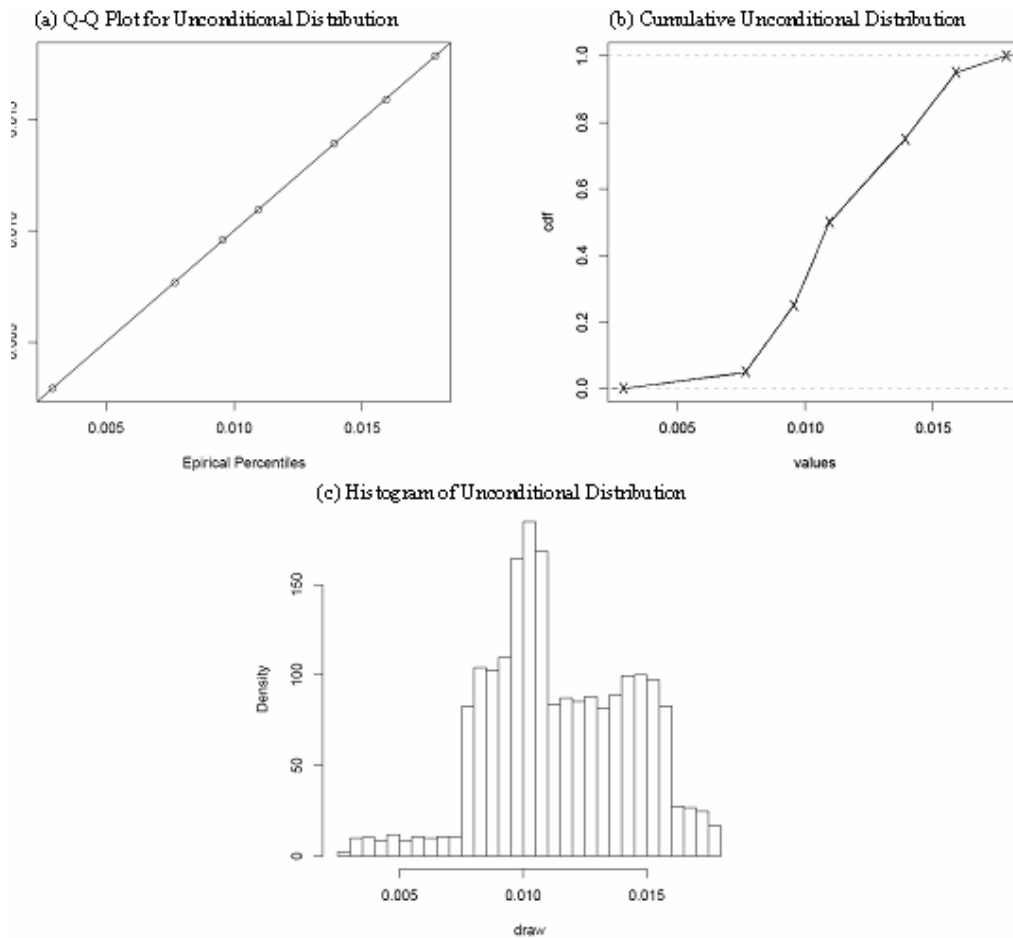 (a) Q-Q Plot for Unconditional Distribution
0.005
0.010
0.015
Epirical Percentiles
(b) Cumulative Unconditional Distribution
cdf
1.0
0.8
0.6
0.4
0.2
0.0
0.005
0.010
0.015
values
(c) Histogram of Unconditional Distribution
Density
150
100
50
0
0.005
0.010
0.015
draw